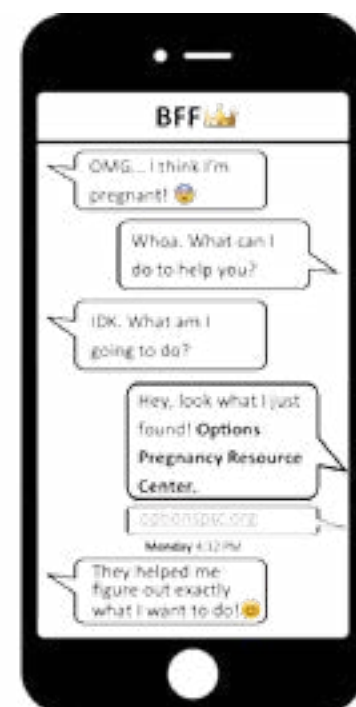 BFF👑
OMG... I think I'm
pregnant! 😨
Whoa. What can I
do to help you?
IDK. What am I
going to do?
Hey, look what I just
found! Options
Pregnancy Resource
Center.
Monday 4:12 PM
They helped me
figure out exactly
what I want to do!😊